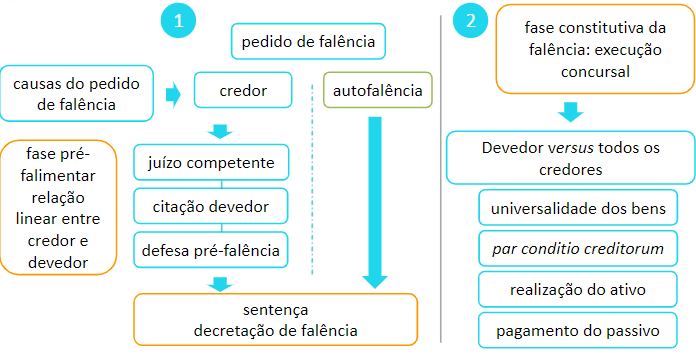 1
pedido de falência
causas do pedido
de falência
credor
autofalência
fase pré-
falimentar
relação
linear entre
credor e
devedor
juízo competente
citação devedor
defesa pré-falência
sentença
decretação de falência
2
fase constitutiva da
falência: execução
concursal
Devedor versus todos os
credores
universalidade dos bens
par conditio creditorum
realização do ativo
pagamento do passivo